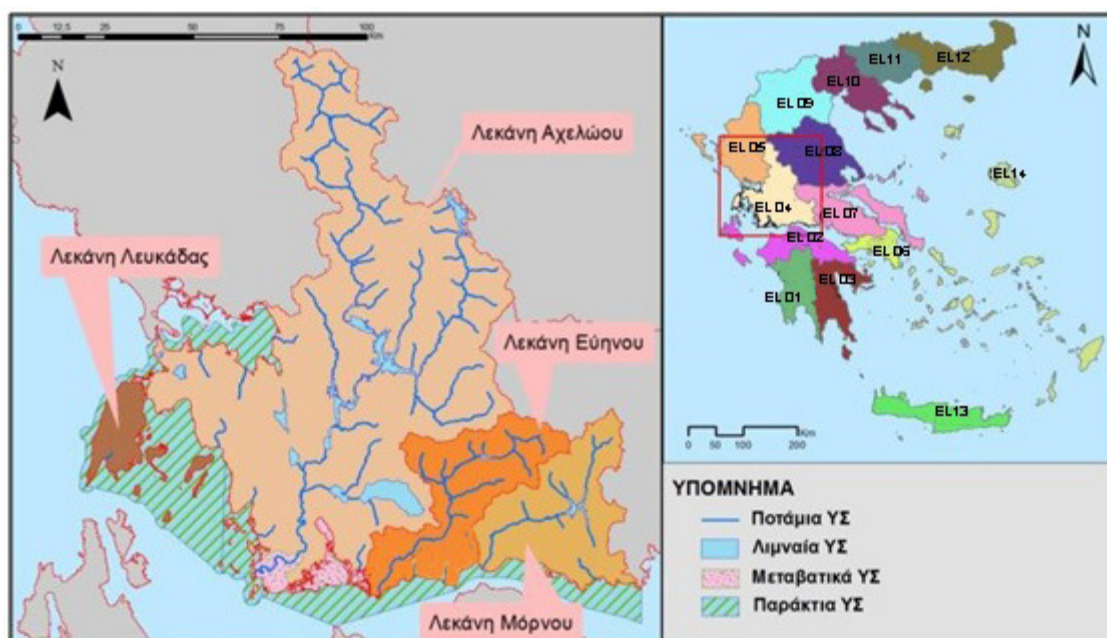 0 12.5 25 50 75 100
Km
N
Λεκάνη Αχελώου
Λεκάνη Λευκάδας
Λεκάνη Εύηνου
Λεκάνη Μόρνου
N
EL11
EL12
EL10
EL09
EL05
EL08
EL14
EL04
EL07
EL02
EL06
EL03
EL01
EL13
0 50 100 200
Km
ΥΠΟΜΝΗΜΑ
Ποτάμια ΥΣ
Λιμναία ΥΣ
Μεταβατικά ΥΣ
Παράκτια ΥΣ